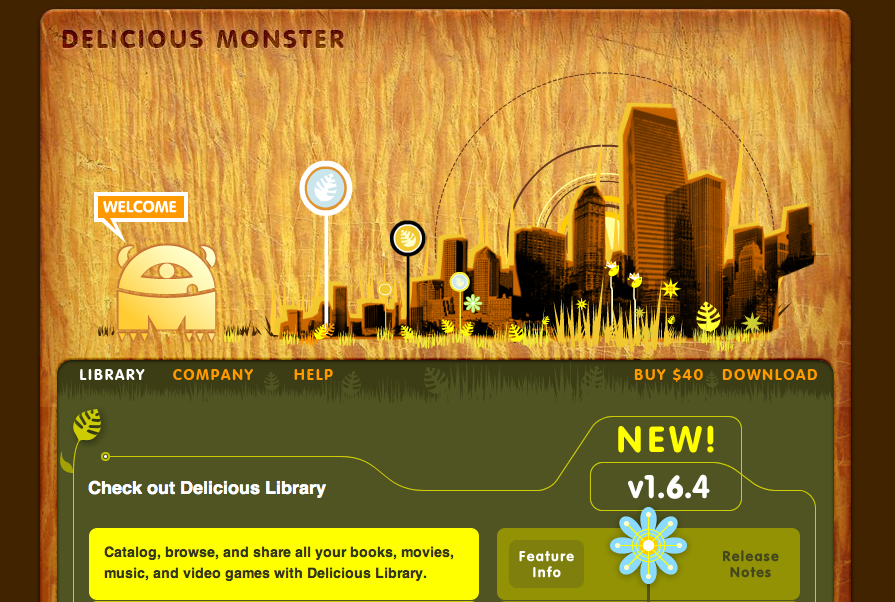 DELICIOUS MONSTER
WELCOME
LIBRARY COMPANY HELP BUY $40 DOWNLOAD
NEW!
v1.6.4
Check out Delicious Library
Catalog, browse, and share all your books, movies,
music, and video games with Delicious Library.
Feature
Info
Release
Notes